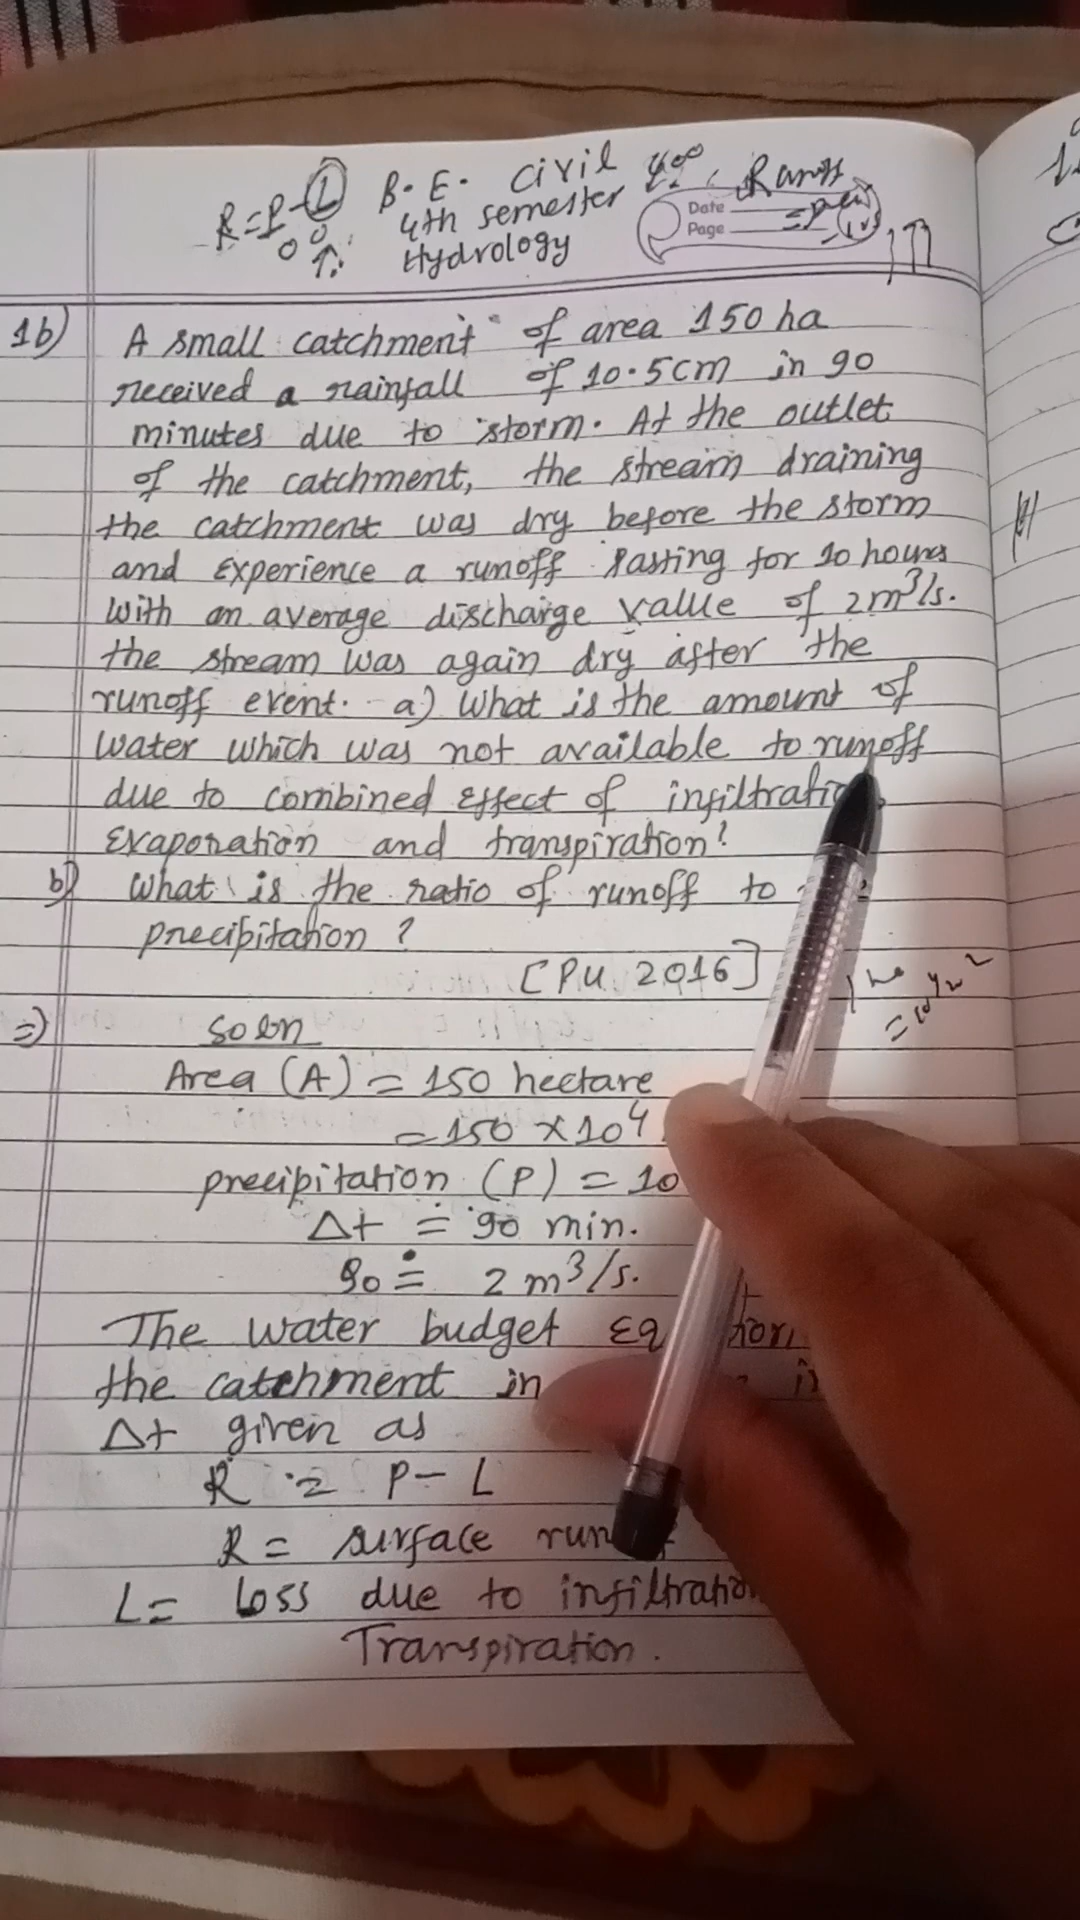 R=P-L B.E. Civil Runoff
4th semester Date
Hydrology Page
1b) A small catchment of area 150 ha
received a rainfall of 10.5cm in 90
minutes due to storm. At the outlet
of the catchment, the stream draining
the catchment was dry before the storm
and experience a runoff lasting for 10 hours
with an average discharge value of 2m³/s.
the stream was again dry after the
runoff event. a) What is the amount of
water which was not available to runoff
due to combined effect of
Evaporation and transpiration?
b) What is the ratio of runoff to
precipitation?
[PU 2016]
1 ha
=10⁴m²
=) Soln
Area (A) = 150 hectare
=150 ×10⁴
precipitation (P) = 10
Δt = 90 min.
= 2 m³/s.
The water budget
the catchment in
Δt given as
R = P- L
R = surface
L= Loss due to
Transpiration.